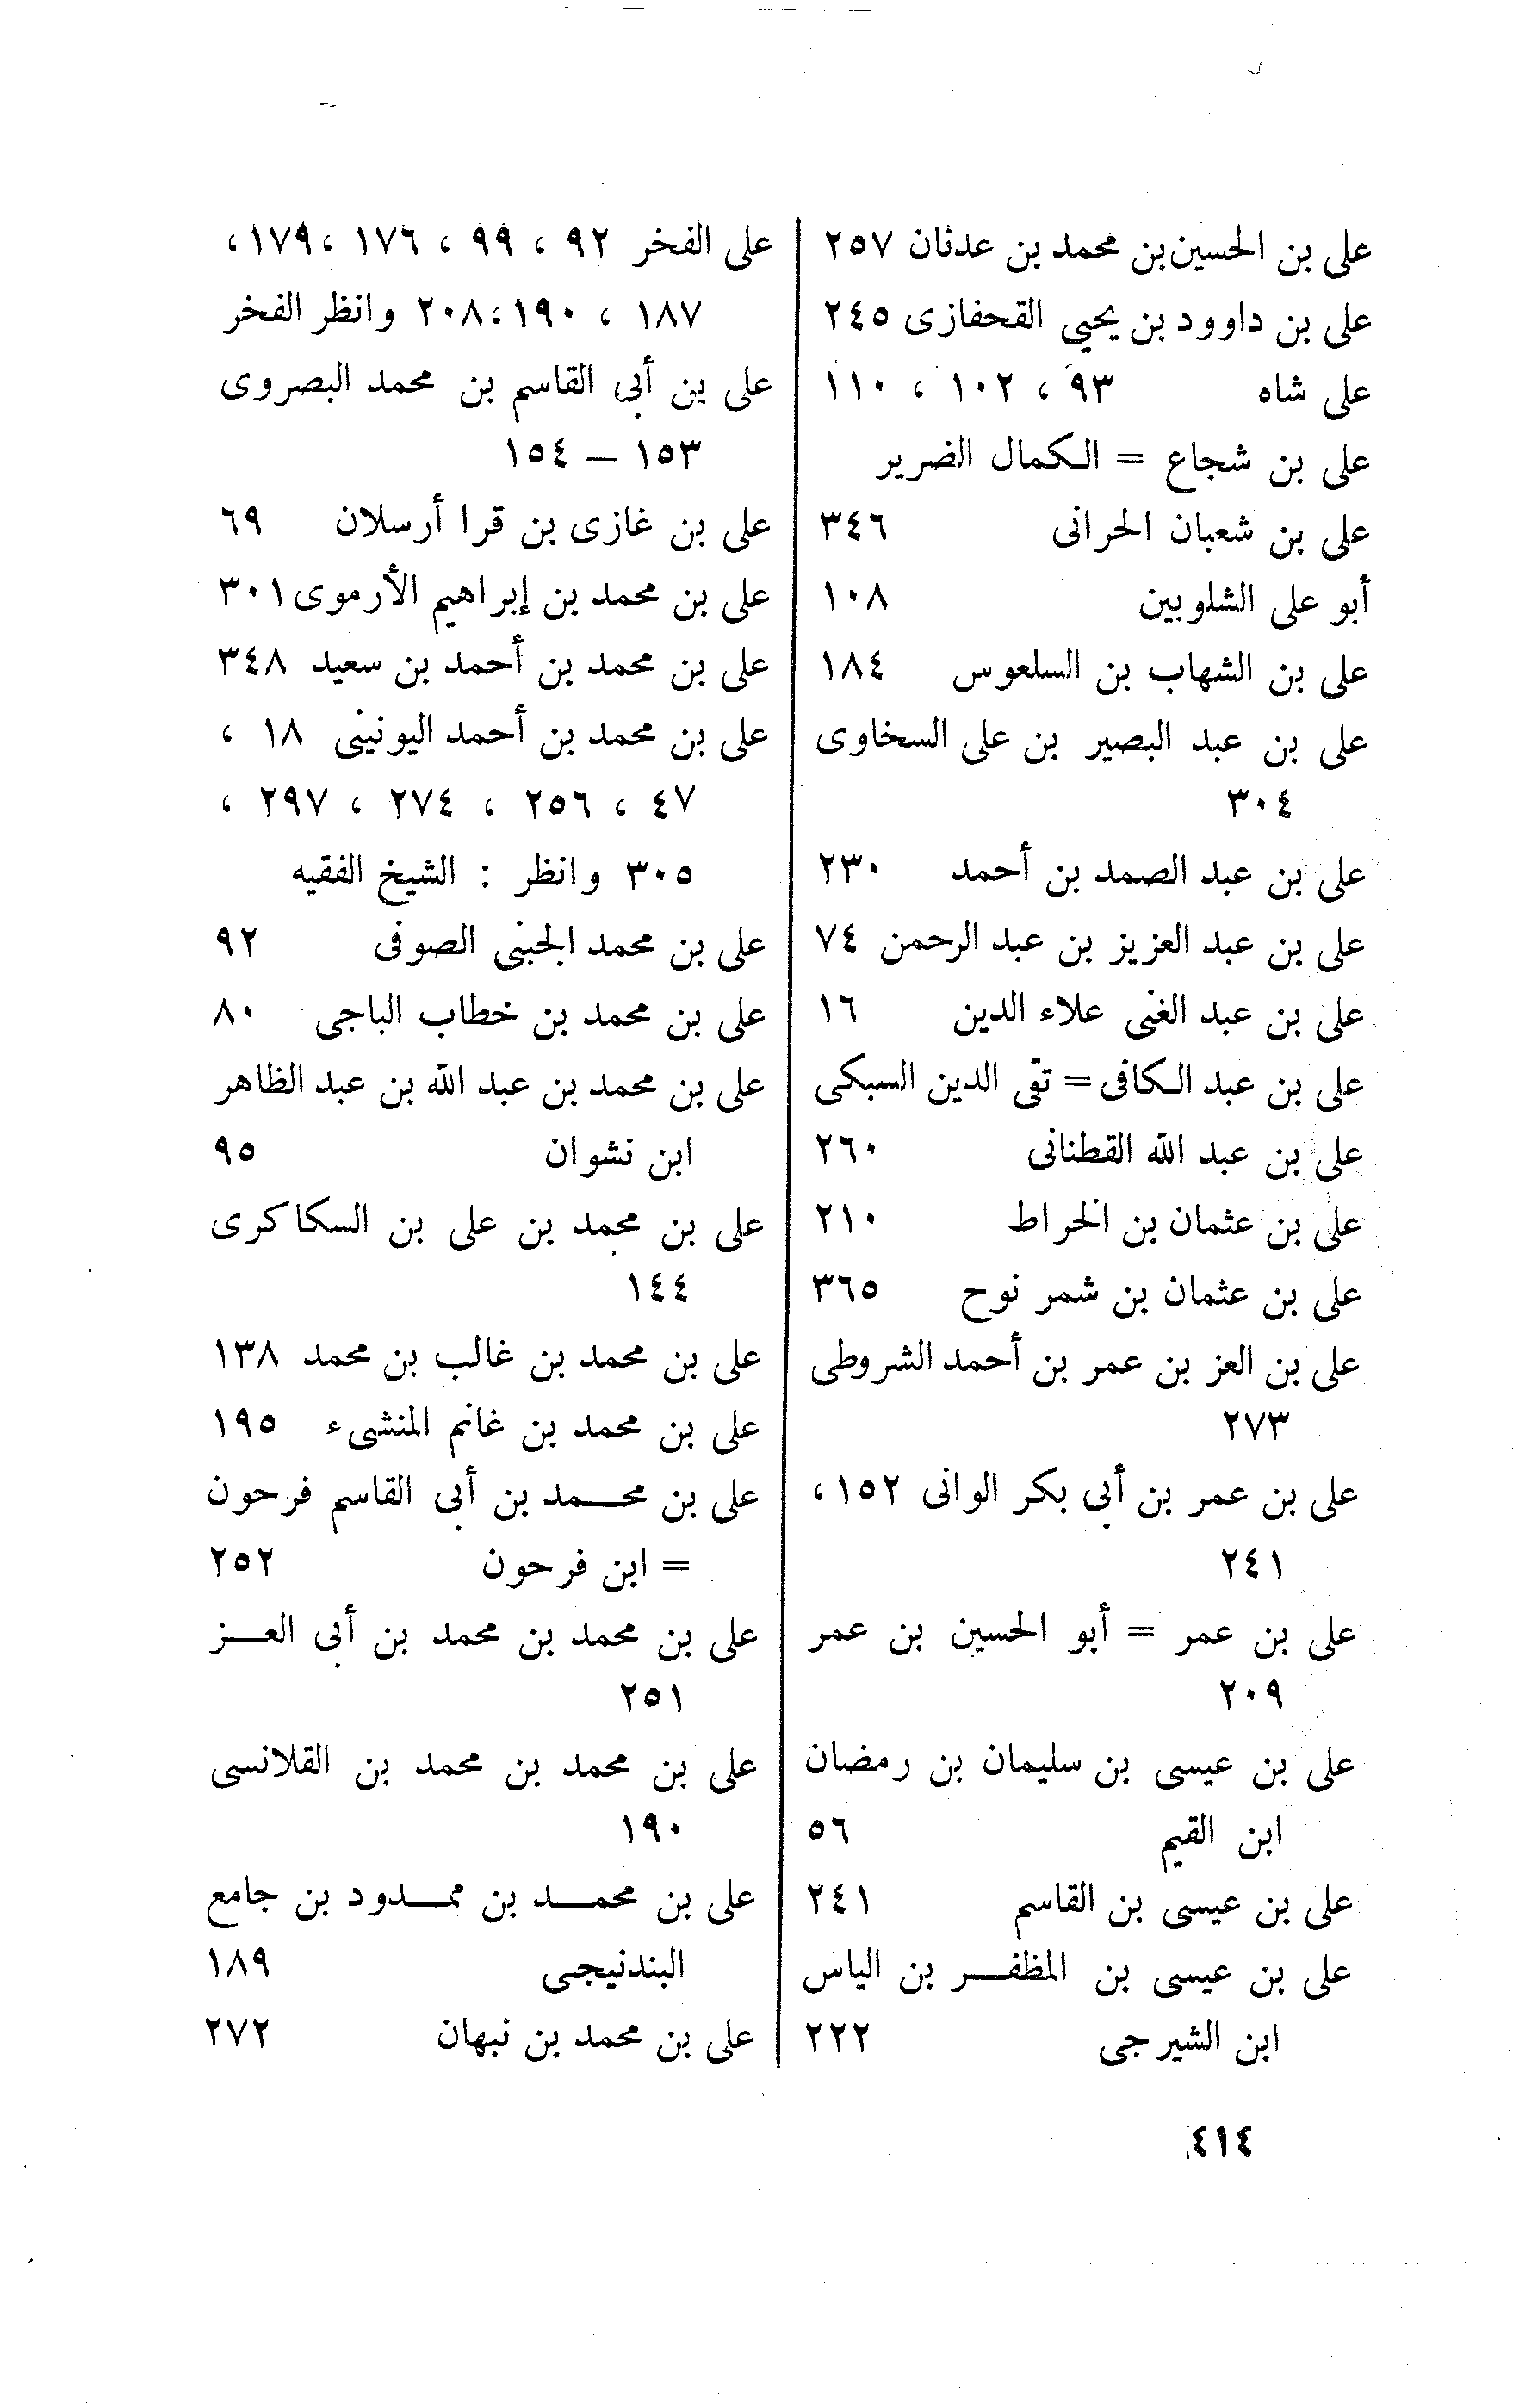 على بن الحسين بن محمد بن عدنان ٢٥٧
على بن داوود بن يحيى القحفازى ٢٤٥
على شاه ٩٣ ، ١٠٢ ، ١١٠
على بن شجاع = الكمال الضرير
على بن شعبان الحرانى ٣٤٦
أبو على الشلوبين ١٠٨
على بن الشهاب بن السلعوس ١٨٤
على بن عبد البصير بن على السخاوى
٣٠٤
على بن عبد الصمد بن أحمد ٢٣٠
على بن عبد العزيز بن عبد الرحمن ٧٤
على بن عبد الغنى علاء الدين ١٦
على بن عبد الكافى = تقى الدين السبكى
على بن عبد الله القطنانى ٢٦٠
على بن عثمان بن الخراط ٢١٠
على بن عثمان بن شمر نوح ٣٦٥
على بن العز بن عمر بن أحمد الشروطى
٢٧٣
على بن عمر بن أبى بكر الوانى ١٥٢ ،
٢٤١
على بن عمر = أبو الحسين بن عمر
٢٠٩
على بن عيسى بن سليمان بن رمضان
ابن القيم ٥٦
على بن عيسى بن القاسم ٢٤١
على بن عيسى بن المظفر بن الياس
ابن الشيرجى ٢٢٢
على الفخر ٩٢ ، ٩٩ ، ١٧٦ ، ١٧٩ ،
١٨٧ ، ١٩٠ ، ٢٠٨ وانظر الفخر
على بن أبى القاسم بن محمد البصروى
١٥٣ – ١٥٤
على بن غازى بن قرا أرسلان ٦٩
على بن محمد بن إبراهيم الأرموى ٣٠١
على بن محمد بن أحمد بن سعيد ٣٤٨
على بن محمد بن أحمد اليونينى ١٨ ،
٤٧ ، ٢٥٦ ، ٢٧٤ ، ٢٩٧ ،
٣٠٥ وانظر : الشيخ الفقيه
على بن محمد الجبنى الصوفى ٩٢
على بن محمد بن خطاب الباجى ٨٠
على بن محمد بن عبد الله بن عبد الظاهر
ابن نشوان ٩٥
على بن محمد بن على بن السكاكرى
١٤٤
على بن محمد بن غالب بن محمد ١٣٨
على بن محمد بن غانم المنشىء ١٩٥
على بن محمد بن أبى القاسم فرحون
= ابن فرحون ٢٥٢
على بن محمد بن محمد بن أبى العز
٢٥١
على بن محمد بن محمد بن القلانسى
١٩٠
على بن محمد بن ممدود بن جامع
البندنيجى ١٨٩
على بن محمد بن نبهان ٢٧٢
٤١٤